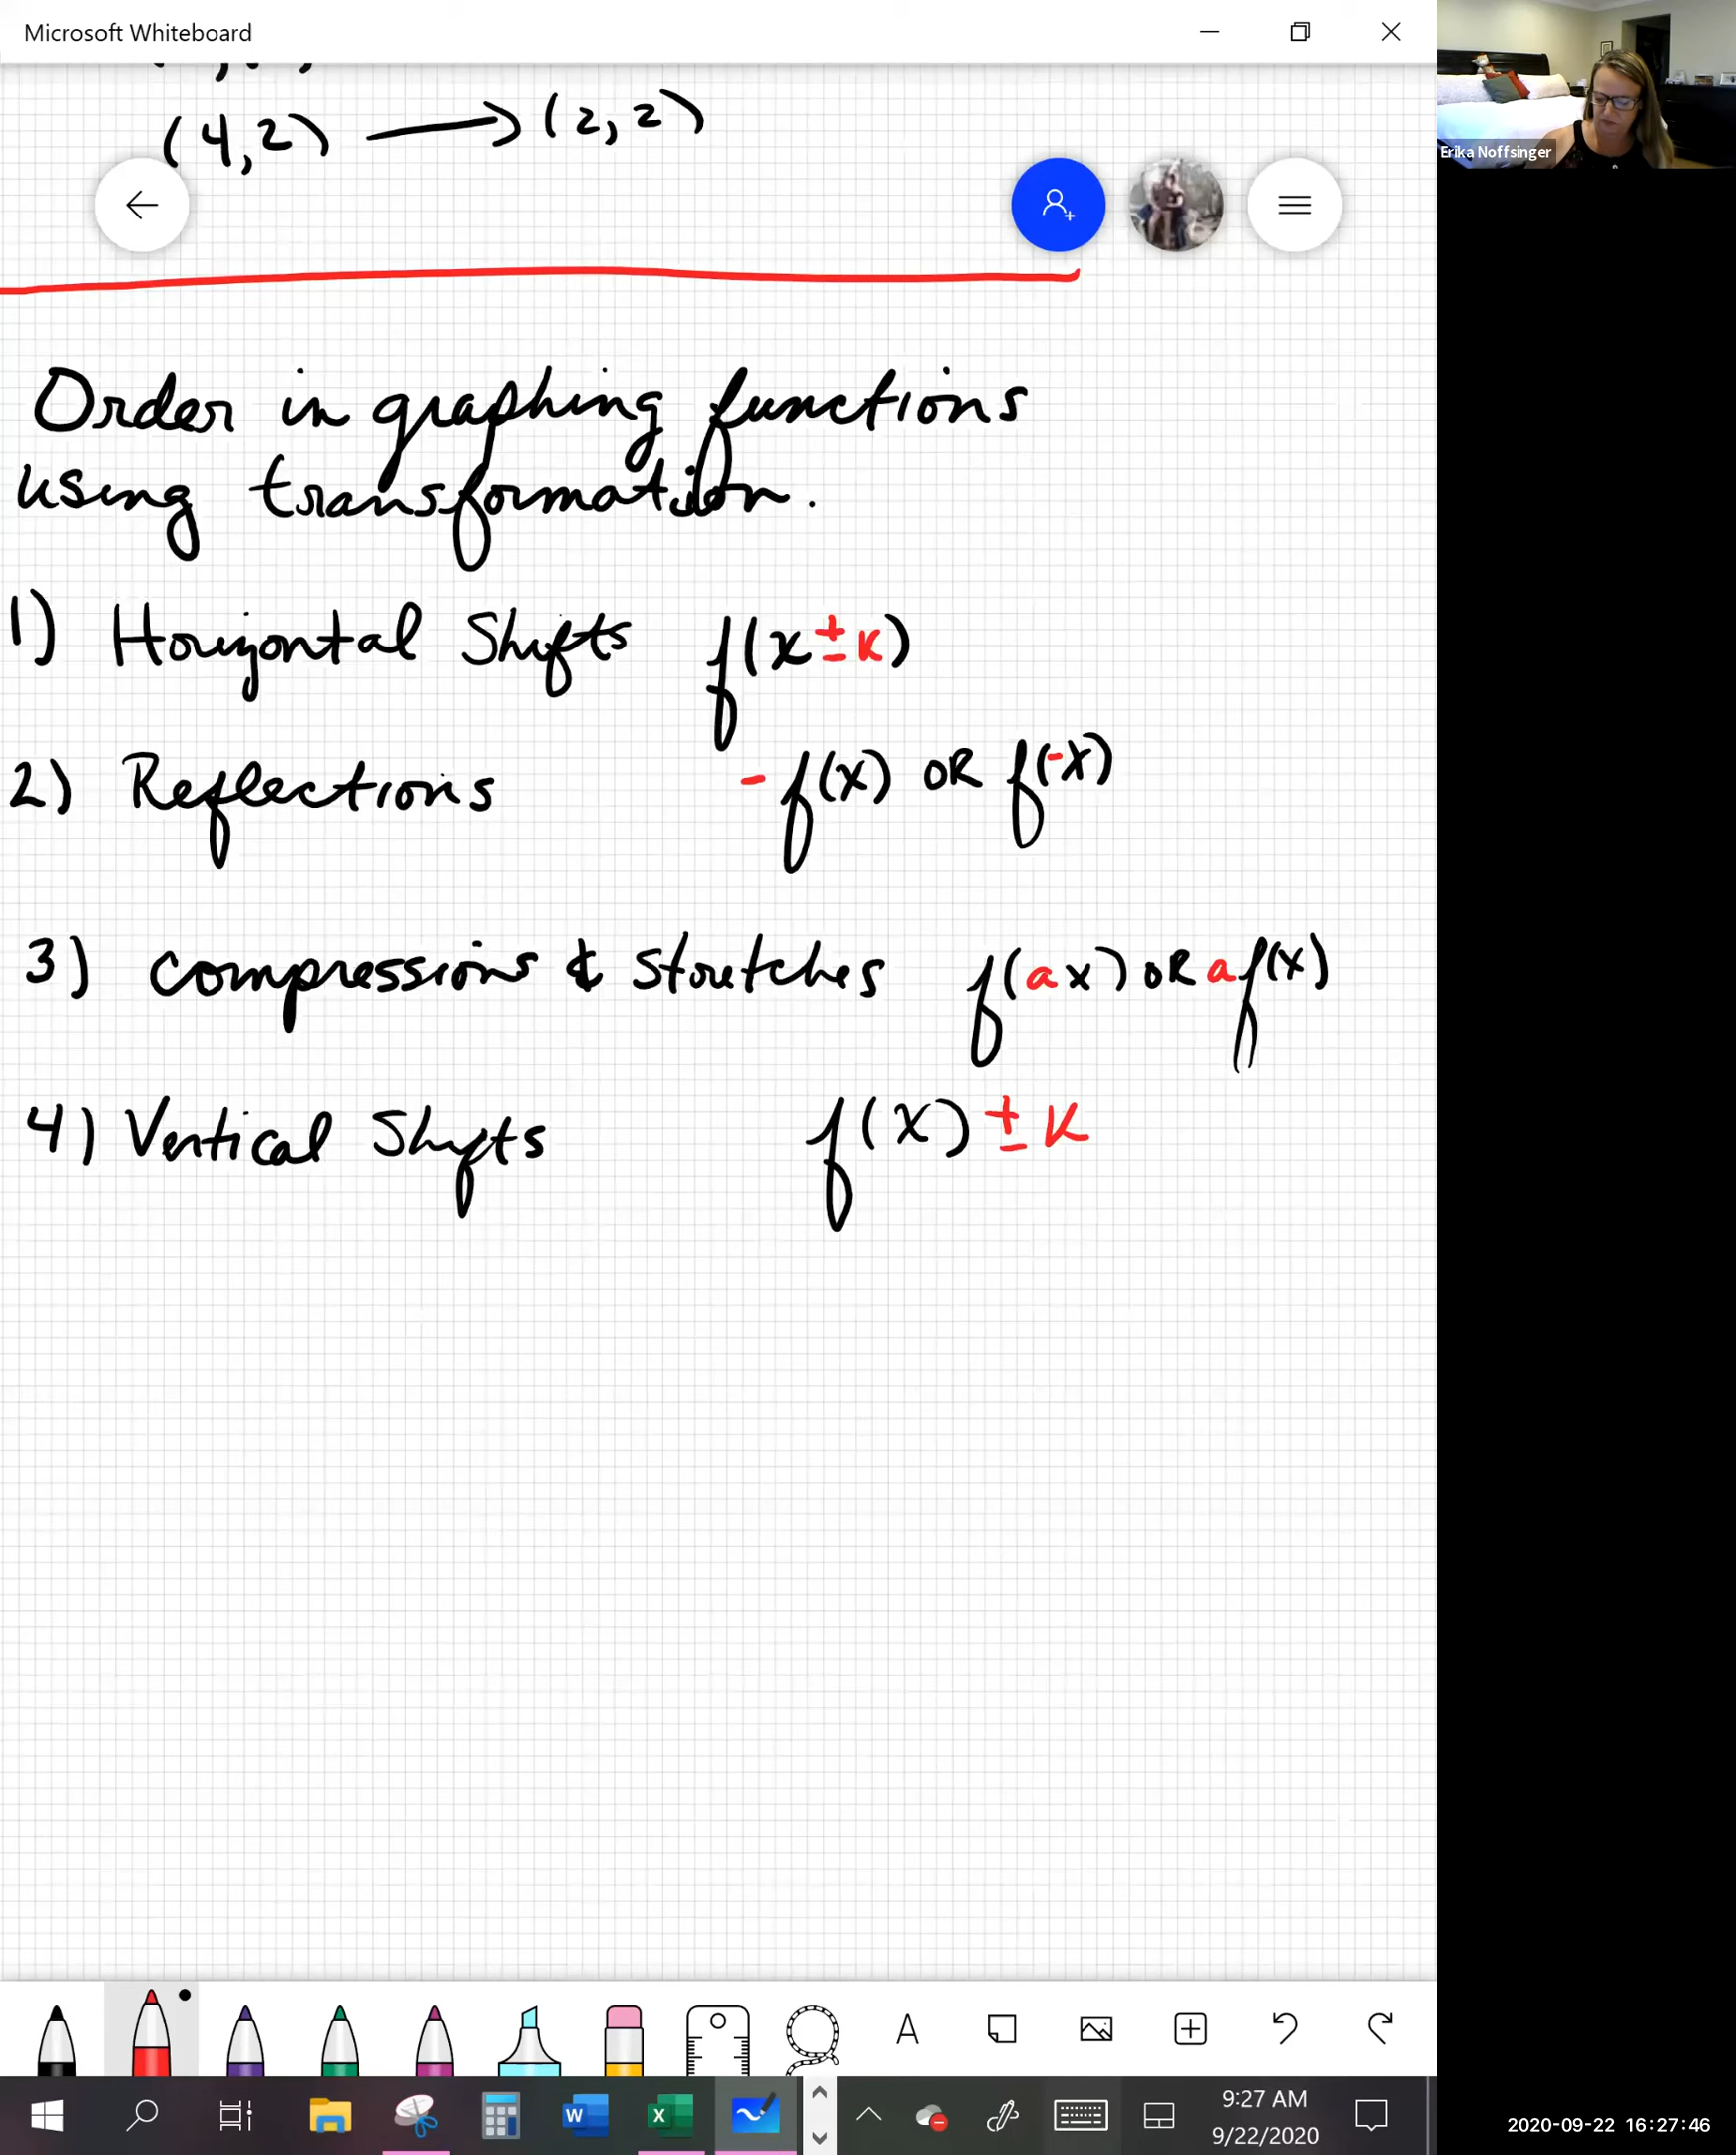 Microsoft Whiteboard
(4,2) ⟶ (2,2)
Erika Noffsinger
Order in graphing functions
using transformation.
1) Horizontal Shifts f(x ± k)
2) Reflections -f(x) OR f(-x)
3) Compressions & Stretches f(ax) OR af(x)
4) Vertical Shifts f(x) ± k
9:27 AM
9/22/2020
2020-09-22 16:27:46